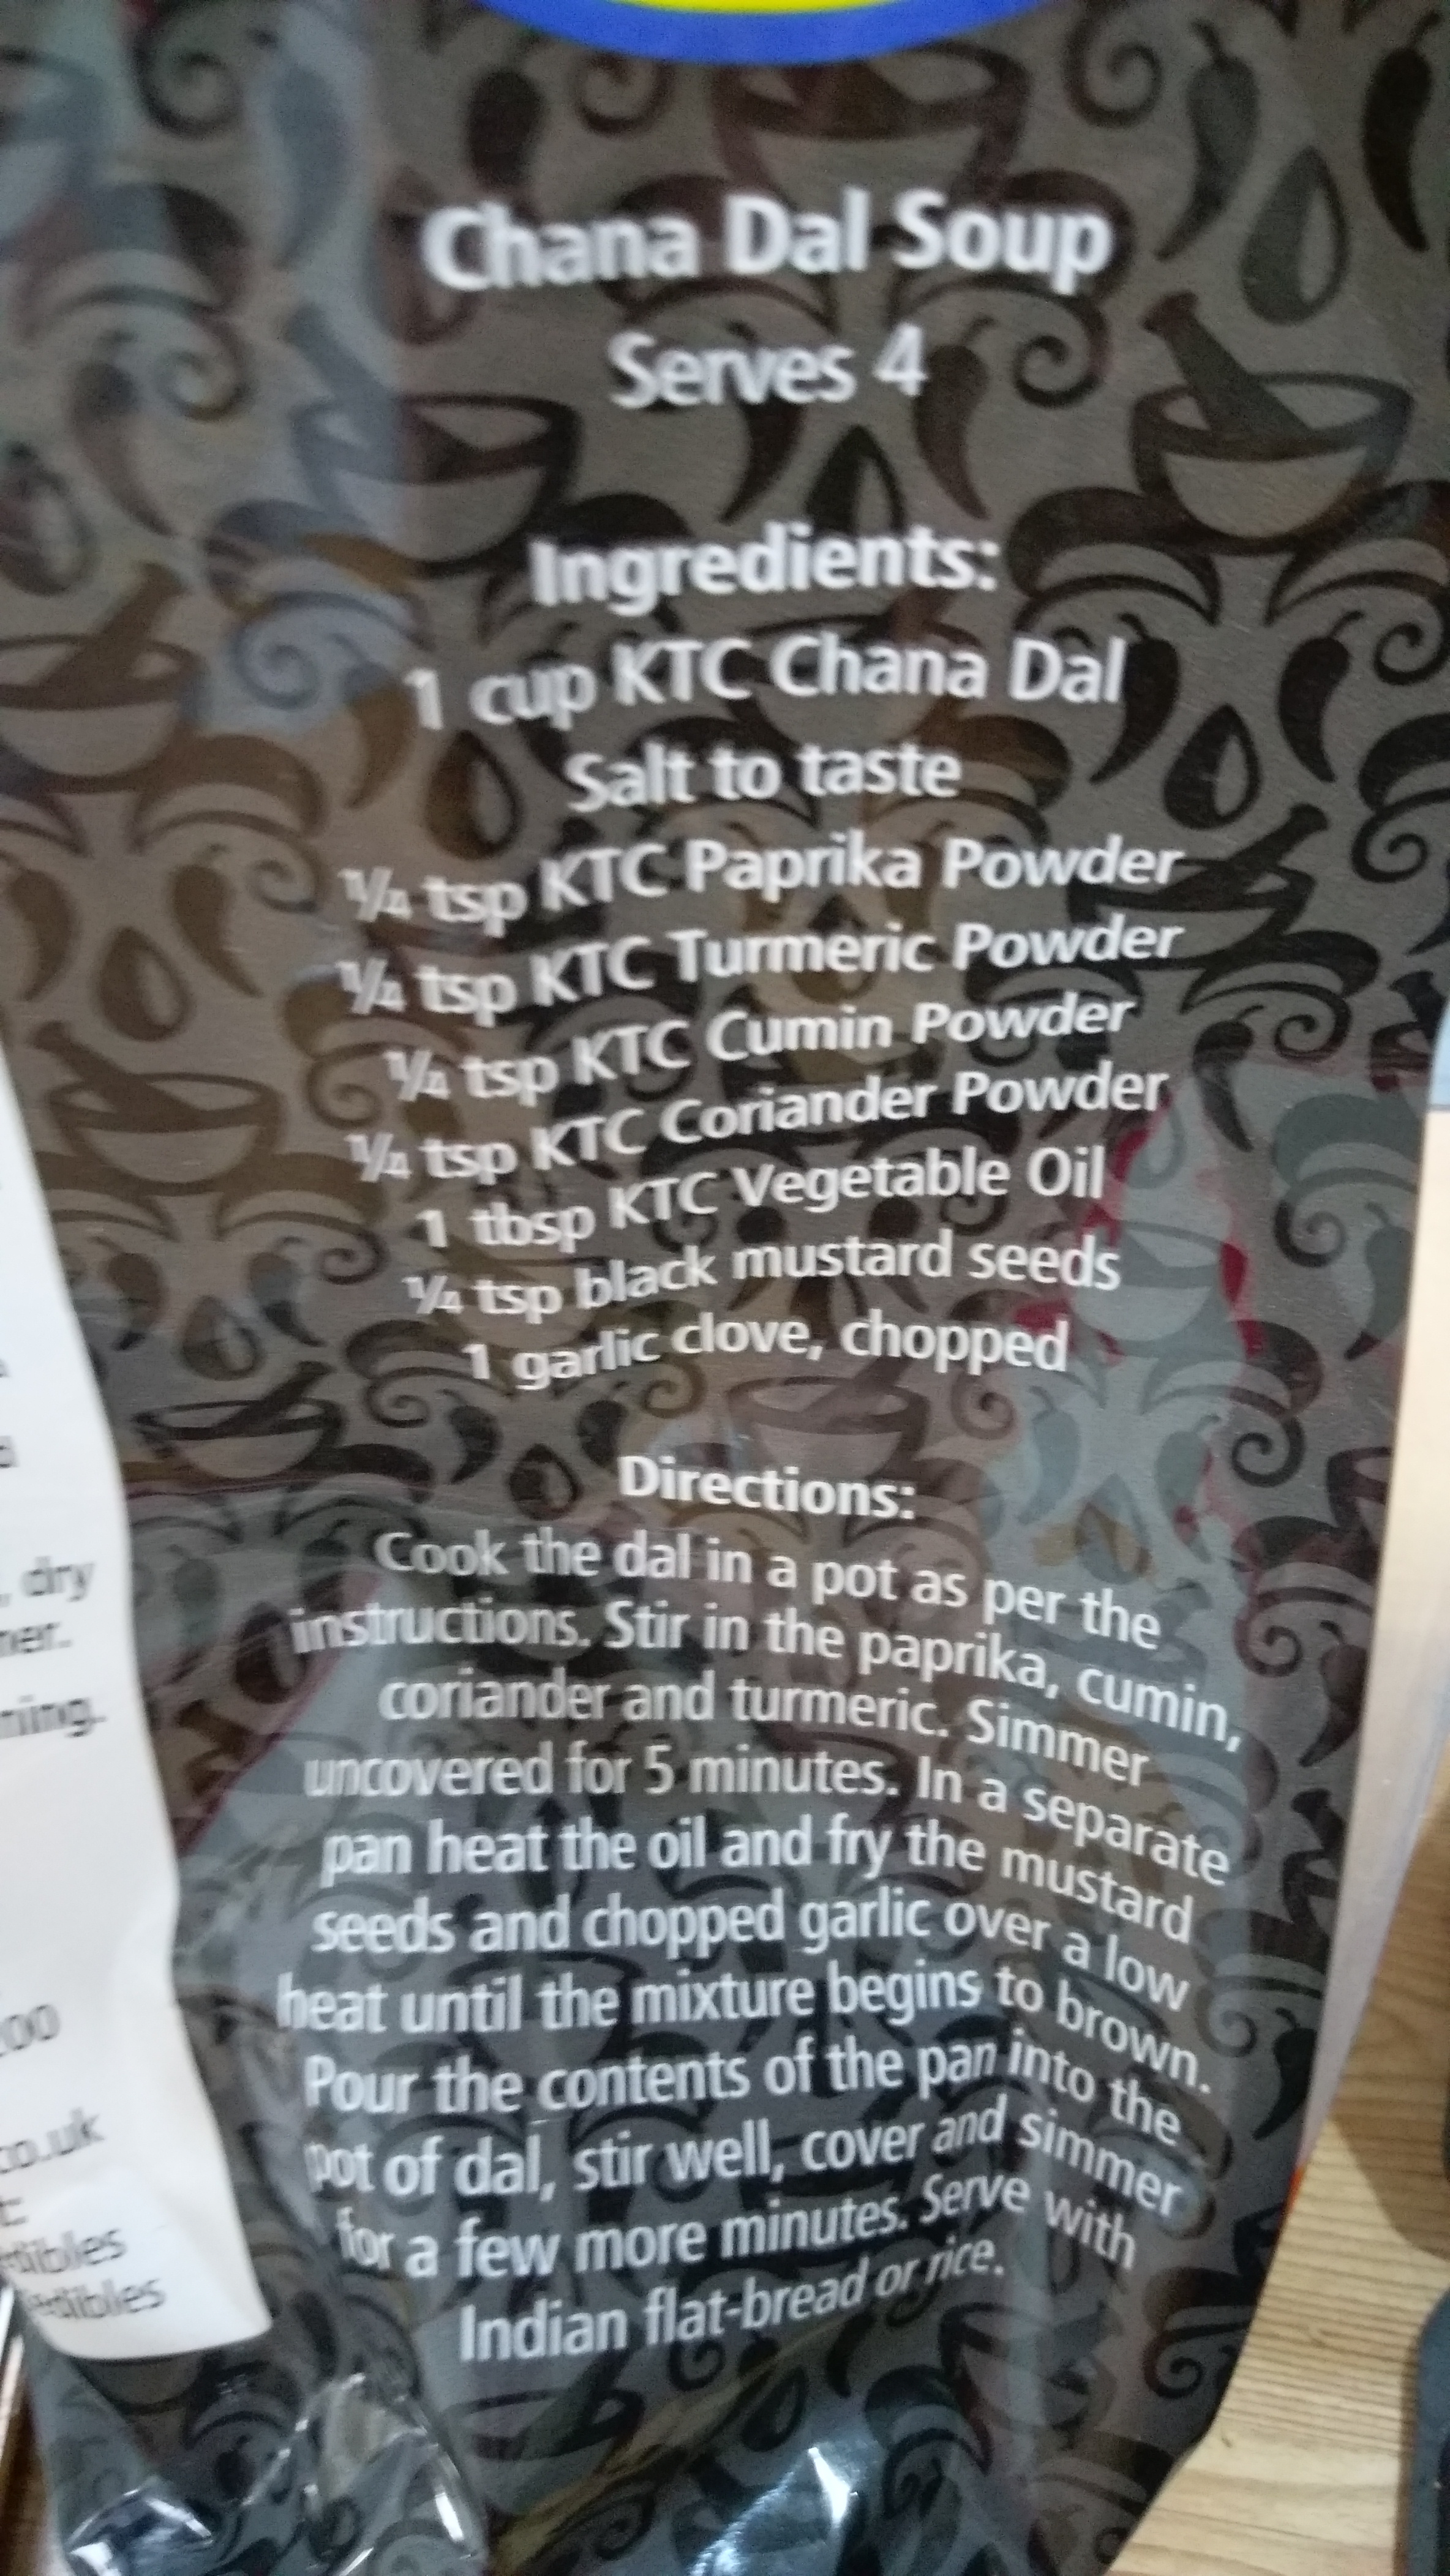 Chana Dal Soup
Serves 4
Ingredients:
1 cup KTC Chana Dal
Salt to taste
¼ tsp KTC Paprika Powder
¼ tsp KTC Turmeric Powder
¼ tsp KTC Cumin Powder
¼ tsp KTC Coriander Powder
1 tbsp KTC Vegetable Oil
¼ tsp black mustard seeds
1 garlic clove, chopped
Directions:
Cook the dal in a pot as per the
instructions. Stir in the paprika, cumin,
coriander and turmeric. Simmer
uncovered for 5 minutes. In a separate
pan heat the oil and fry the mustard
seeds and chopped garlic over a low
heat until the mixture begins to brown.
Pour the contents of the pan into the
pot of dal, stir well, cover and simmer
for a few more minutes. Serve with
Indian flat-bread or rice.
dry
co.uk